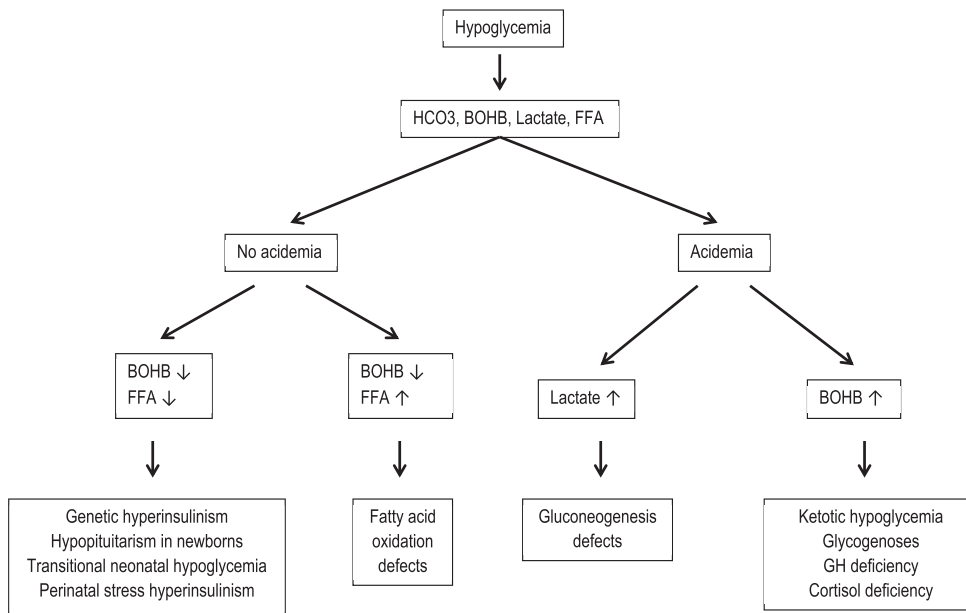 Hypoglycemia
HCO3, BOHB, Lactate, FFA
No acidemia
Acidemia
BOHB ↓
FFA ↓
BOHB ↓
FFA ↑
Lactate ↑
BOHB ↑
Genetic hyperinsulinism
Hypopituitarism in newborns
Transitional neonatal hypoglycemia
Perinatal stress hyperinsulinism
Fatty acid
oxidation
defects
Gluconeogenesis
defects
Ketotic hypoglycemia
Glycogenoses
GH deficiency
Cortisol deficiency